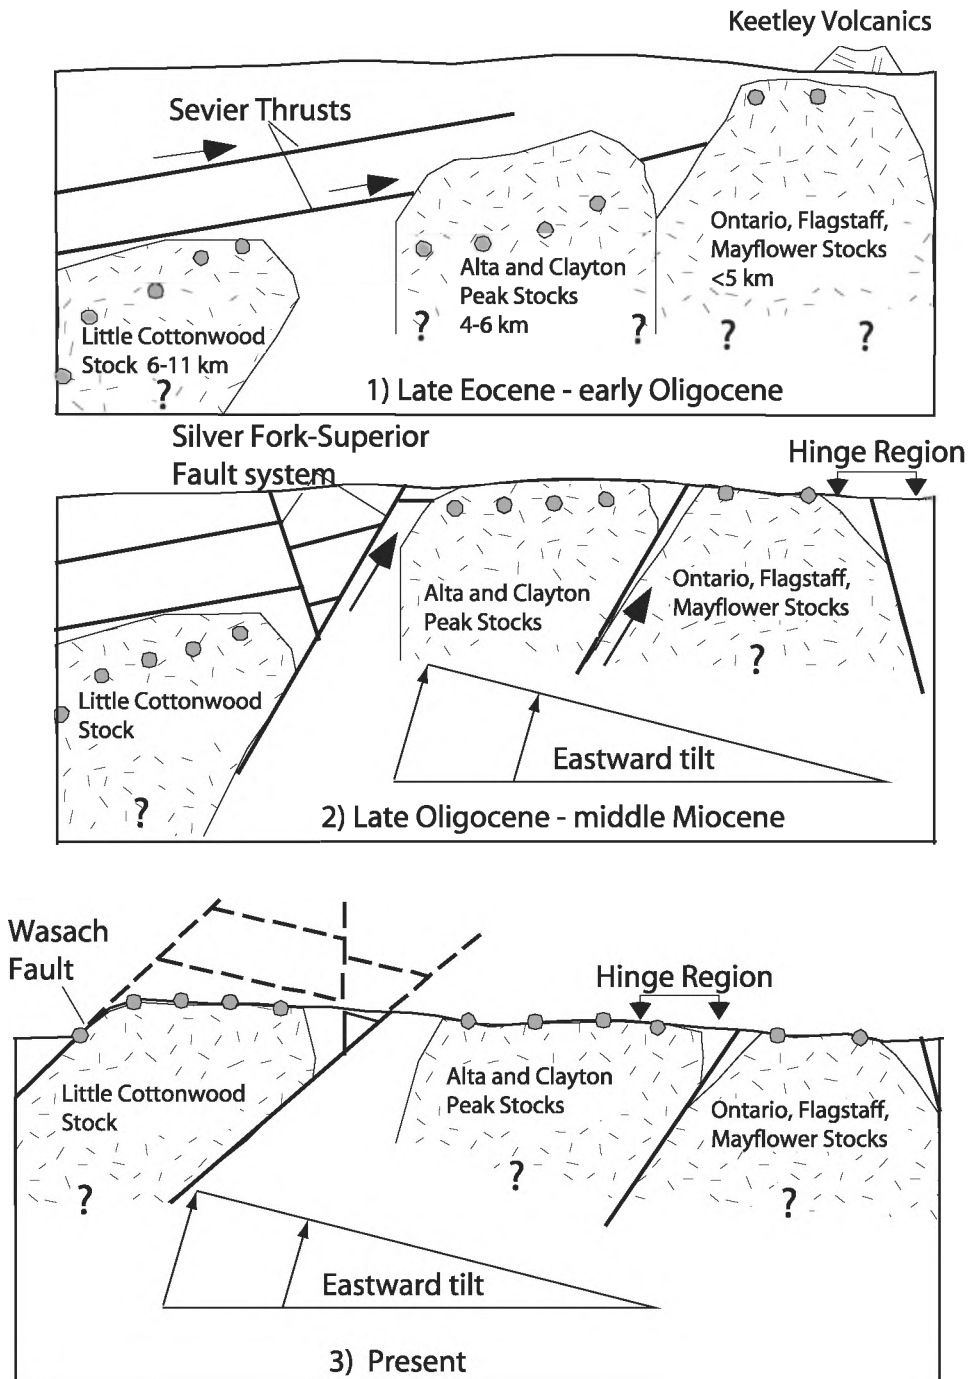 Keetley Volcanics
Sevier Thrusts
Ontario, Flagstaff,
Mayflower Stocks
<5 km
Alta and Clayton
Peak Stocks
4-6 km
Little Cottonwood
Stock 6-11 km
?
?
?
?
?
1) Late Eocene - early Oligocene
Silver Fork-Superior
Fault system
Hinge Region
Alta and Clayton
Peak Stocks
Ontario, Flagstaff,
Mayflower Stocks
?
Little Cottonwood
Stock
?
Eastward tilt
2) Late Oligocene - middle Miocene
Wasach
Fault
Hinge Region
Little Cottonwood
Stock
?
Alta and Clayton
Peak Stocks
?
Ontario, Flagstaff,
Mayflower Stocks
?
Eastward tilt
3) Present